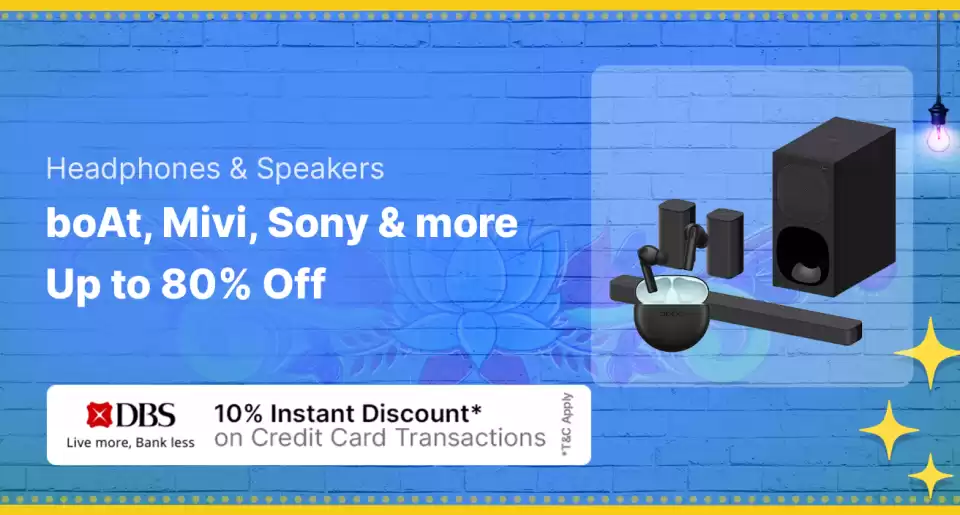 Headphones & Speakers
boAt, Mivi, Sony & more
Up to 80% Off
DBS
Live more, Bank less
10% Instant Discount*
on Credit Card Transactions
*T&C Apply